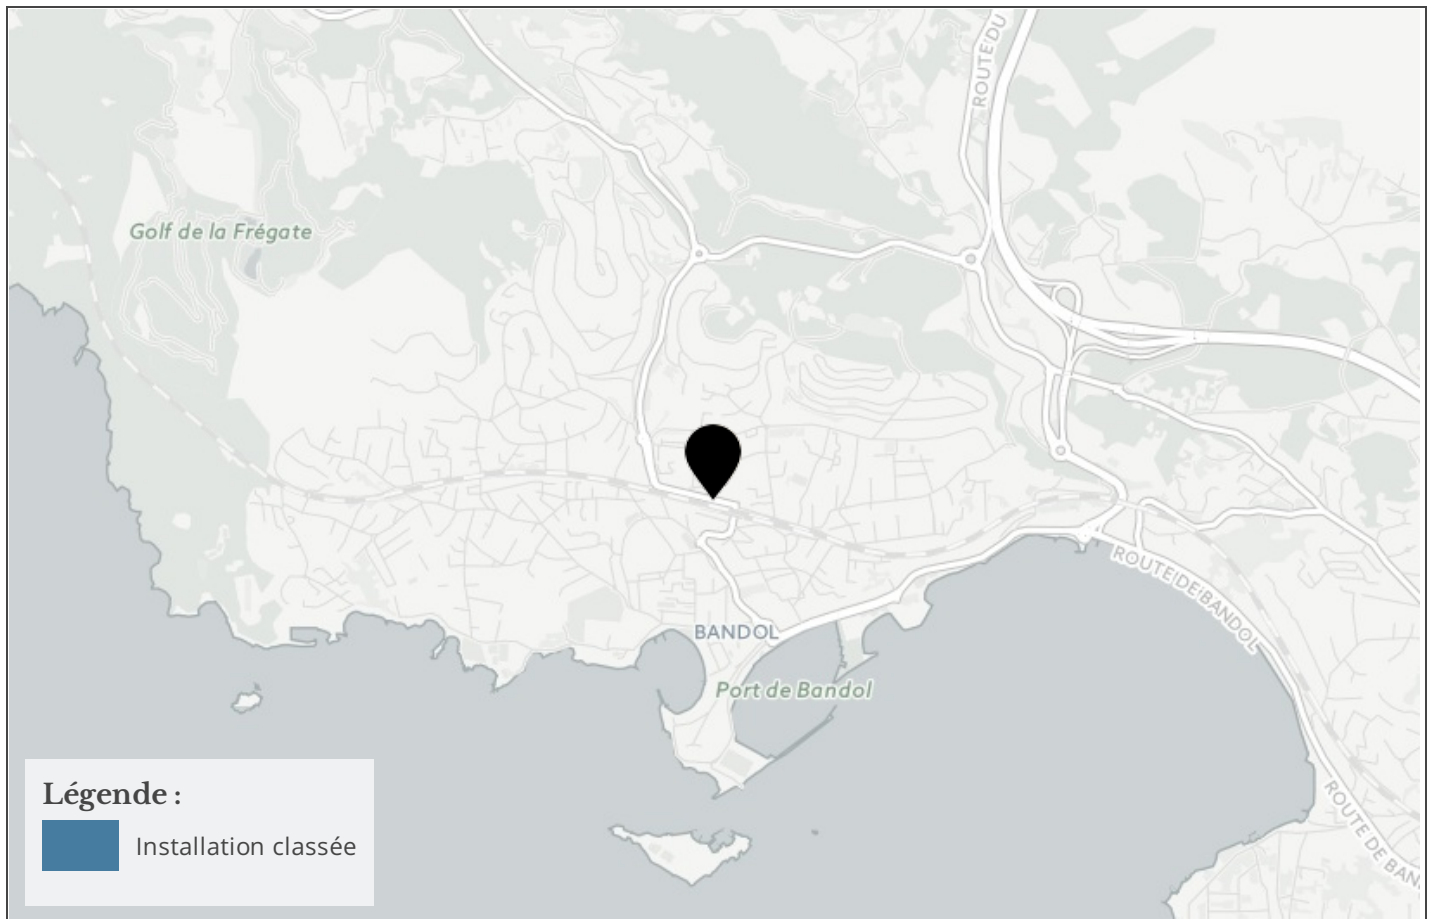 ROUTE DU
Golf de la Frégate
ROUTE DE BANDOL
BANDOL
Port de Bandol
Légende :
Installation classée
ROUTE DE BAN